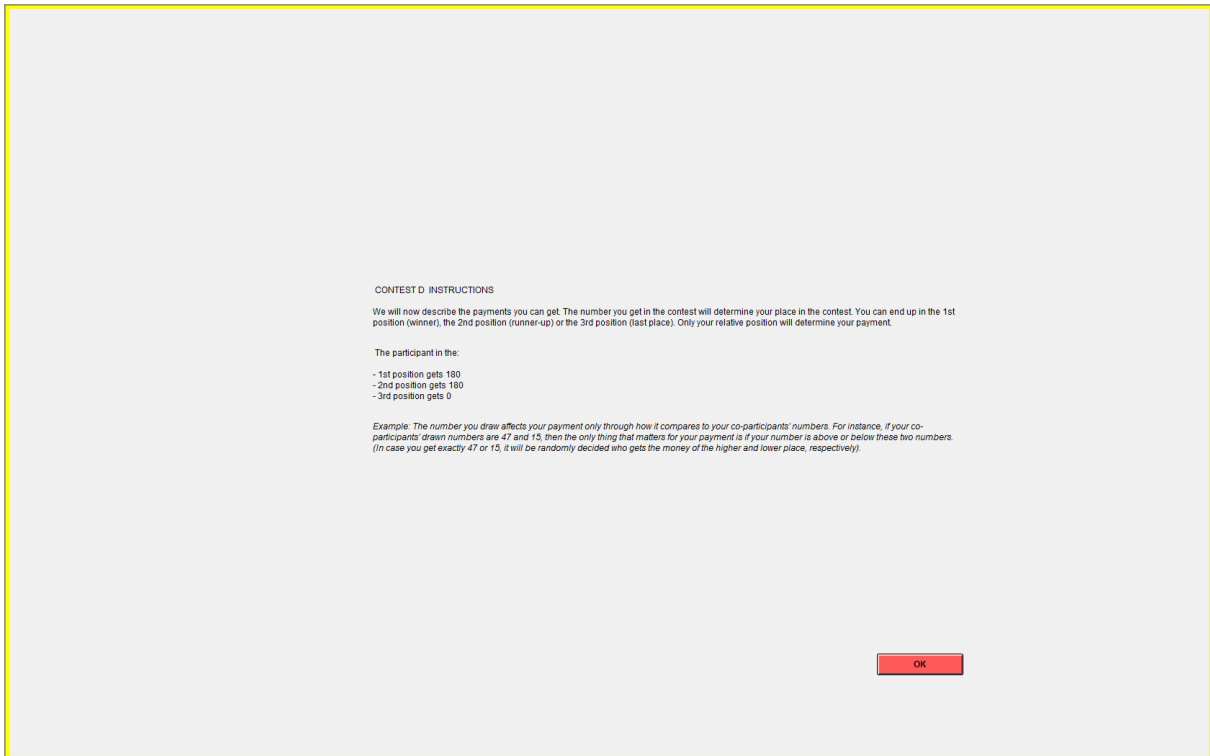 CONTEST D INSTRUCTIONS
We will now describe the payments you can get. The number you get in the contest will determine your place in the contest. You can end up in the 1st
position (winner), the 2nd position (runner-up) or the 3rd position (last place). Only your relative position will determine your payment.
The participant in the:
- 1st position gets 180
- 2nd position gets 180
- 3rd position gets 0
Example: The number you draw affects your payment only through how it compares to your co-participants' numbers. For instance, if your co-
participants' drawn numbers are 47 and 15, then the only thing that matters for your payment is if your number is above or below these two numbers.
(In case you get exactly 47 or 15, it will be randomly decided who gets the money of the higher and lower place, respectively).
OK